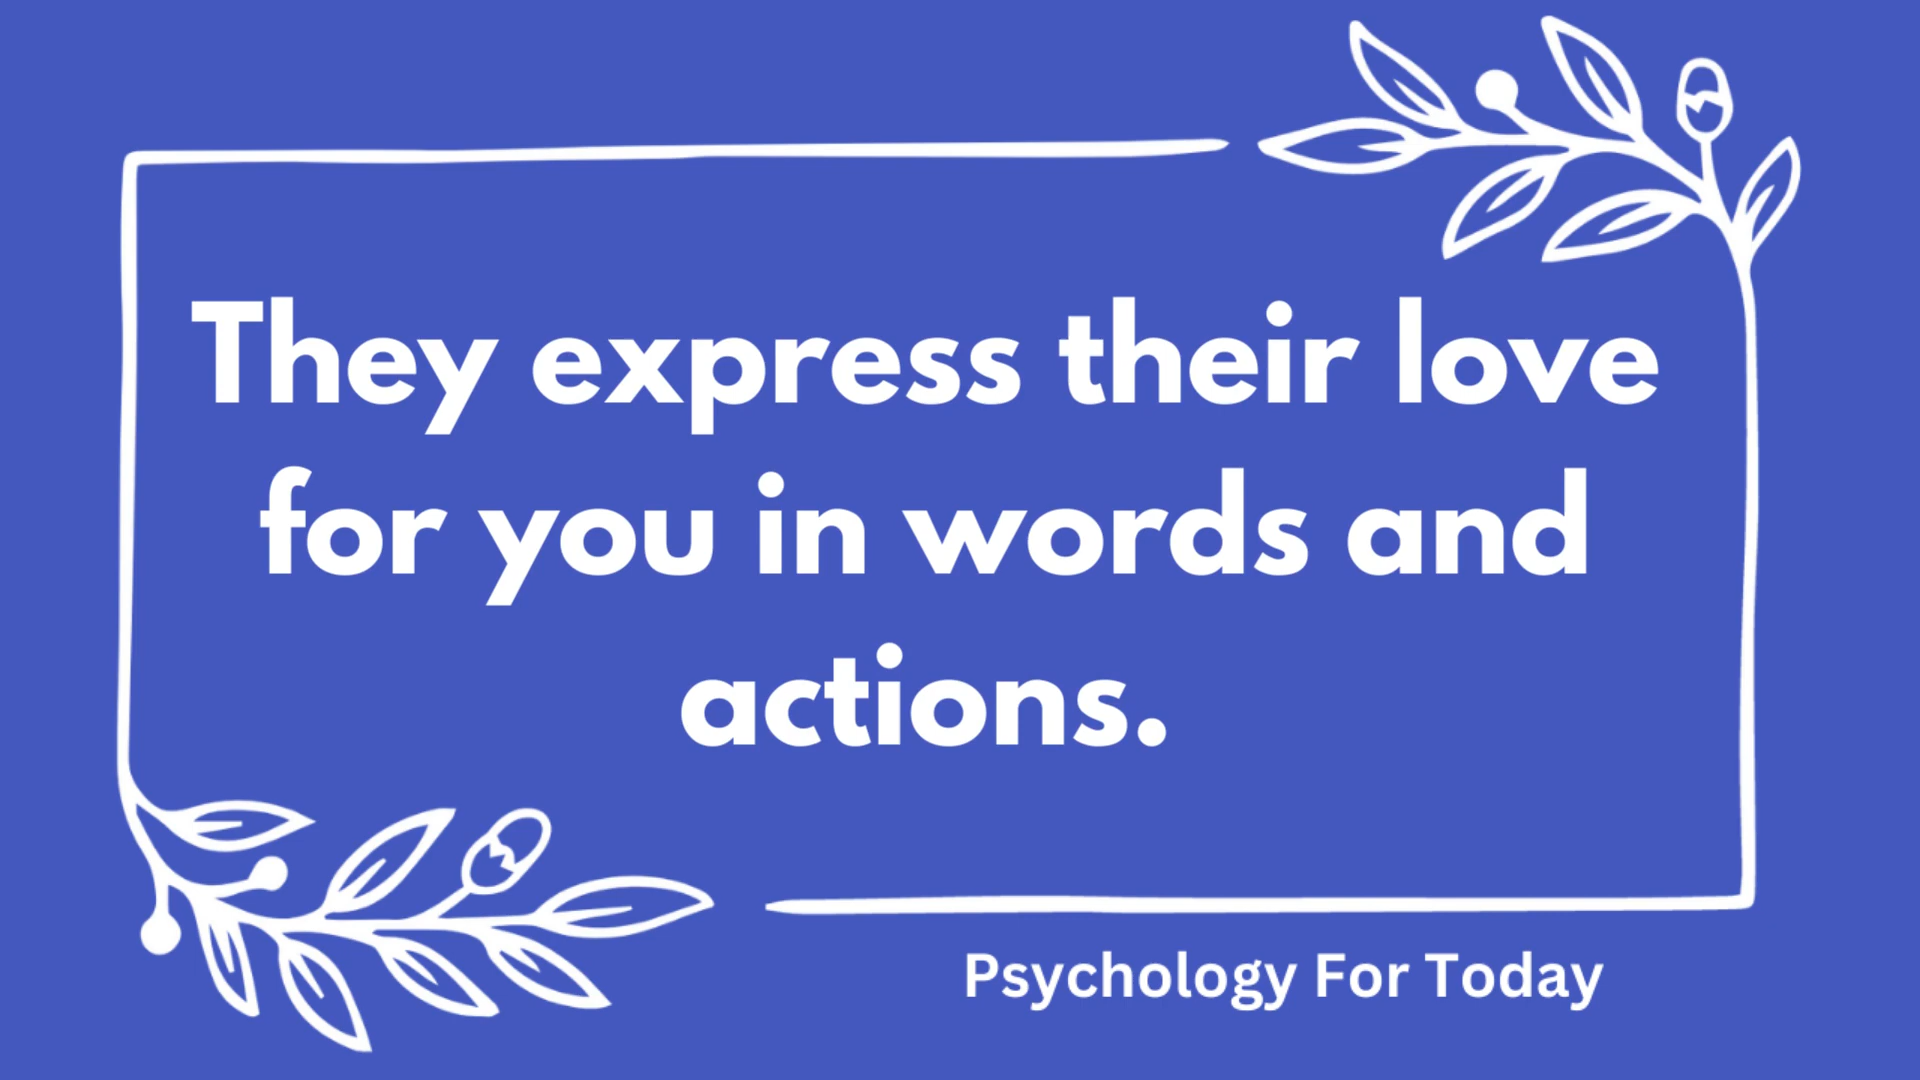 They express their love
for you in words and
actions.
Psychology For Today